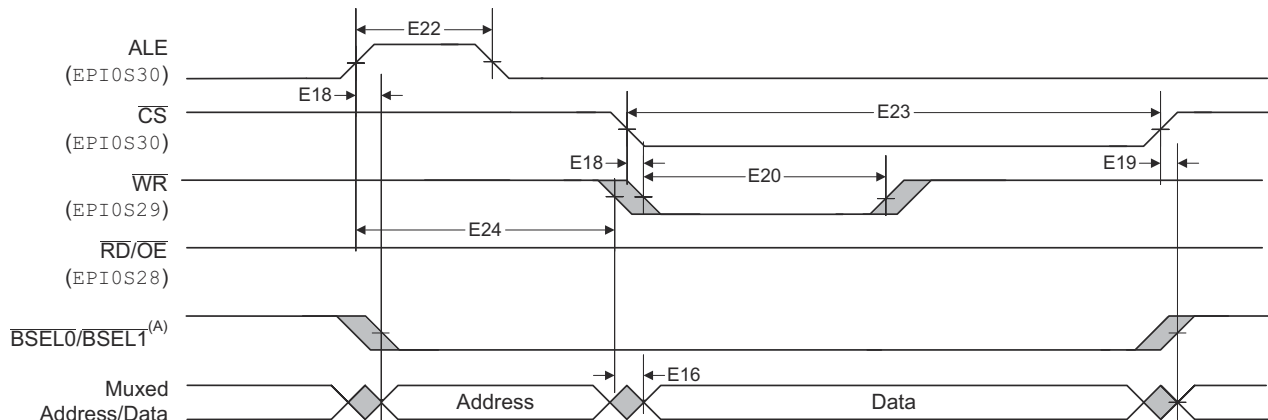 E22
ALE
(EPI0S30)
E18
CS
E23
(EPI0S30)
E18
E19
WR
E20
(EPI0S29)
E24
RD/OE
(EPI0S28)
BSEL0/BSEL1(A)
E16
Muxed
Address/Data
Address
Data